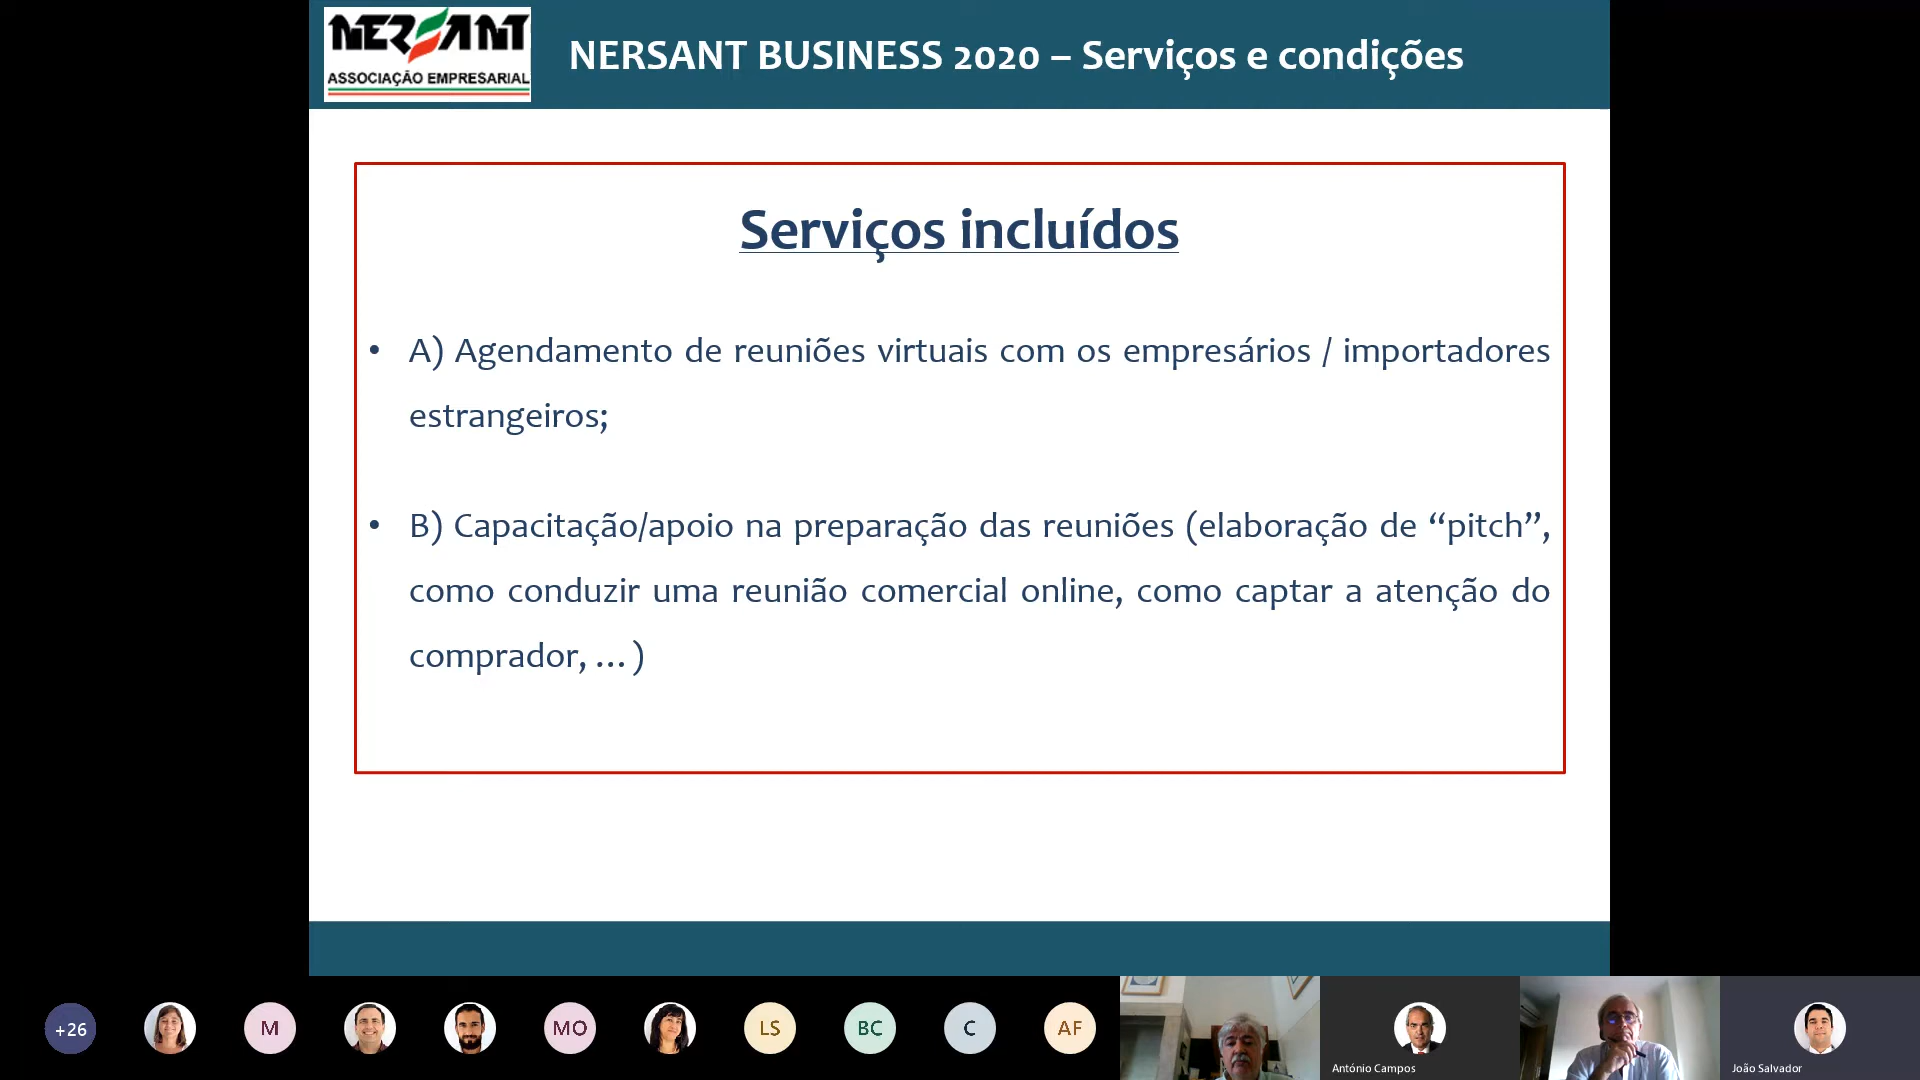 NERSANT
ASSOCIAÇÃO EMPRESARIAL
NERSANT BUSINESS 2020 – Serviços e condições
Serviços incluídos
• A) Agendamento de reuniões virtuais com os empresários / importadores
estrangeiros;
• B) Capacitação/apoio na preparação das reuniões (elaboração de “pitch”,
como conduzir uma reunião comercial online, como captar a atenção do
comprador, … )
+26
M
MO
LS
BC
C
AF
António Campos
João Salvador